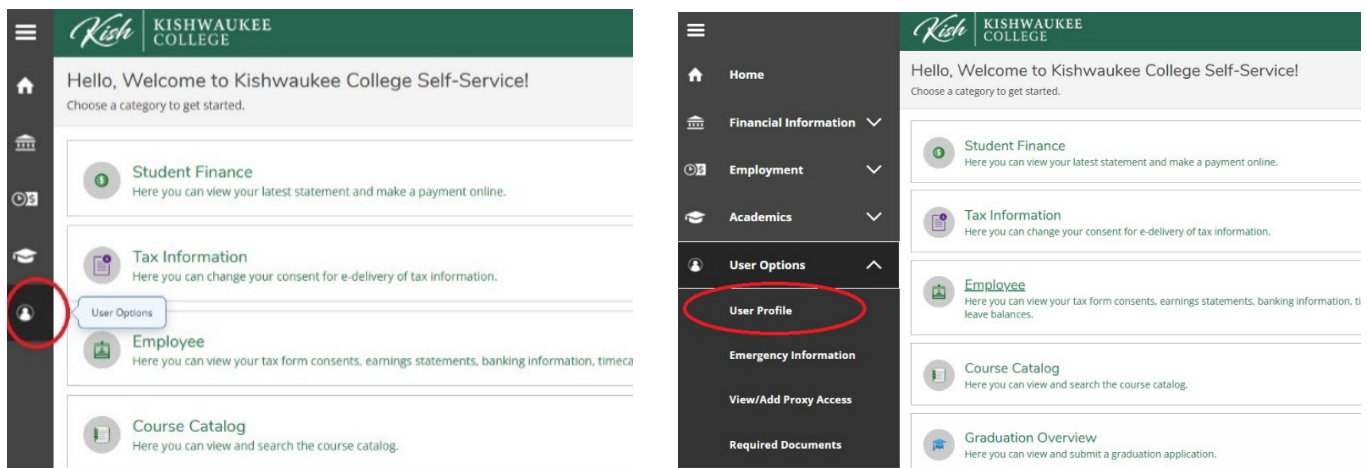 Kish
KISHWAUKEE
COLLEGE
Hello, Welcome to Kishwaukee College Self-Service!
Choose a category to get started.
Student Finance
Here you can view your latest statement and make a payment online.
Tax Information
Here you can change your consent for e-delivery of tax information.
User Options
Employee
Here you can view your tax form consents, earnings statements, banking information, timeca
Course Catalog
Here you can view and search the course catalog.
Kish
KISHWAUKEE
COLLEGE
Home
Financial Information
Employment
Academics
User Options
User Profile
Emergency Information
View/Add Proxy Access
Required Documents
Hello, Welcome to Kishwaukee College Self-Service!
Choose a category to get started.
Student Finance
Here you can view your latest statement and make a payment online.
Tax Information
Here you can change your consent for e-delivery of tax information.
Employee
Here you can view your tax form consents, earnings statements, banking information, ti
leave balances.
Course Catalog
Here you can view and search the course catalog.
Graduation Overview
Here you can view and submit a graduation application.